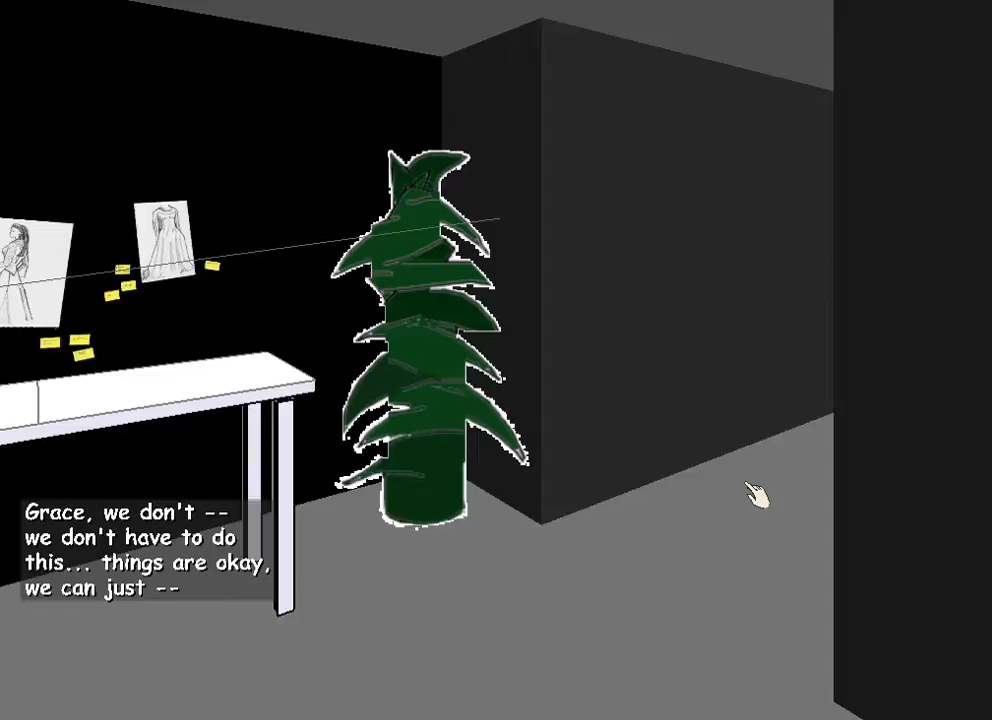 Grace, we don't --
we don't have to do
this... things are okay,
we can just --